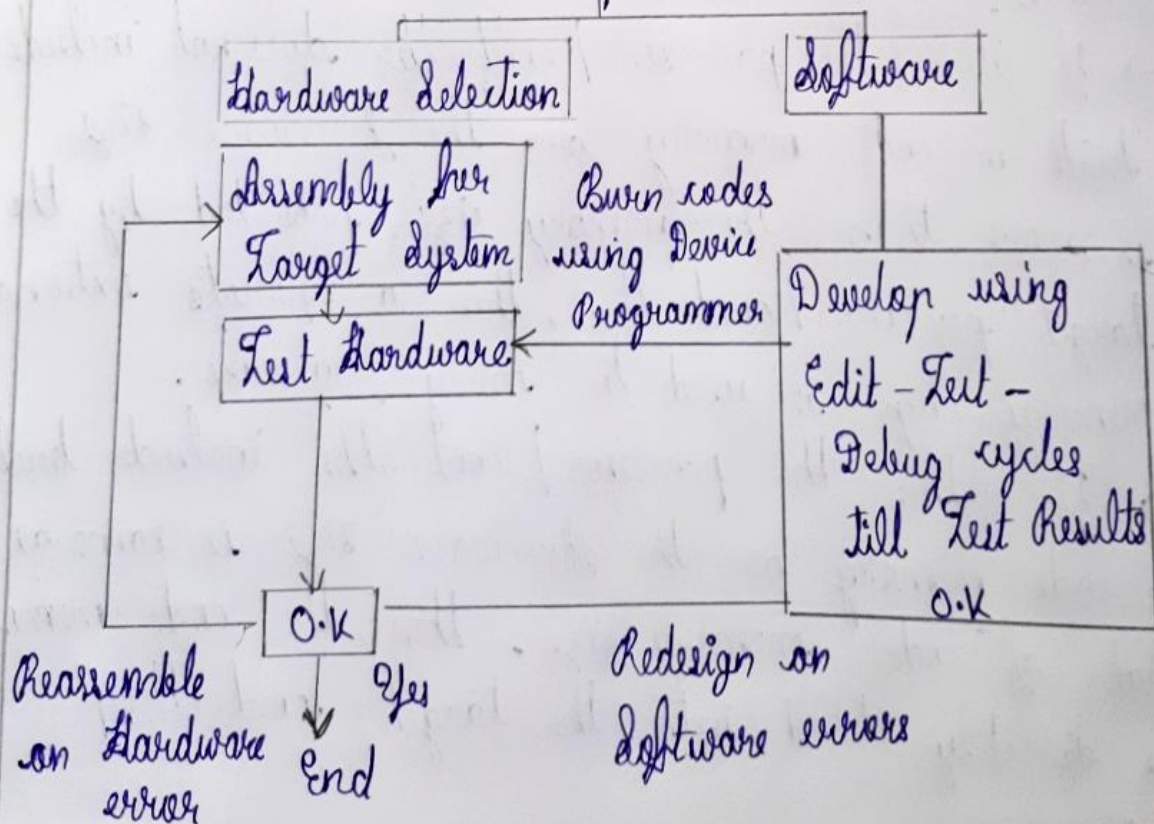 Hardware Selection
Software
Assembly for
Target System
Burn codes
using Device
Programmer
Test Hardware
Develop using
Edit - Test -
Debug cycles
till Test Results
O.K
O.K
Yes
End
Reassemble
on Hardware
error
Redesign on
Software errors